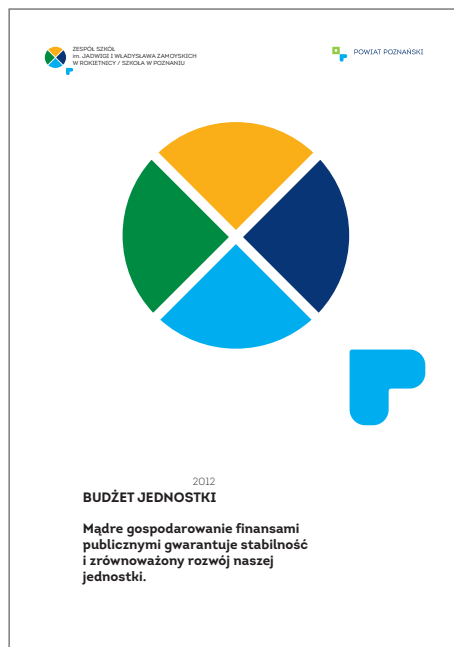 ZESPÓŁ SZKÓŁ
im. JADWIGI I WŁADYSŁAWA ZAMOYSKICH
W ROKIETNICY / SZKOŁA W POZNANIU
POWIAT POZNAŃSKI
2012
BUDŻET JEDNOSTKI
Mądre gospodarowanie finansami
publicznymi gwarantuje stabilność
i zrównoważony rozwój naszej
jednostki.